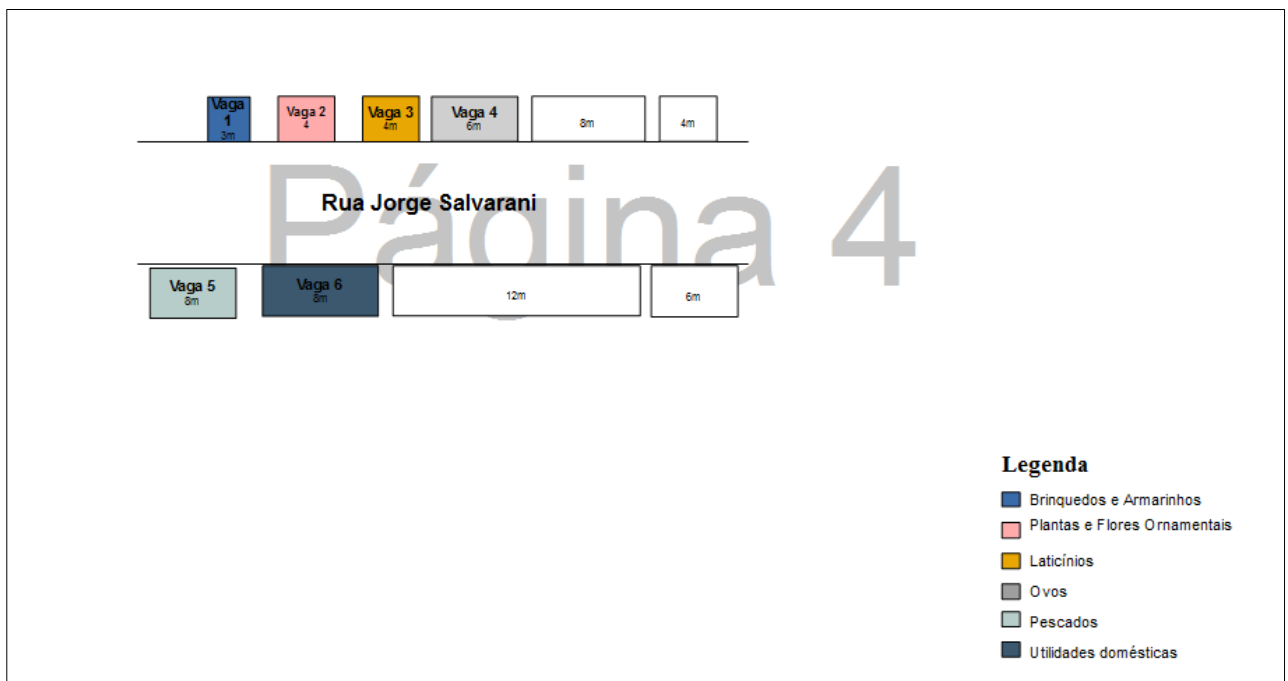 Vaga
1
3m
Vaga 2
4
Vaga 3
4m
Vaga 4
6m
8m
4m
Página 4
Rua Jorge Salvarani
Vaga 5
8m
Vaga 6
8m
12m
6m
Legenda
Brinquedos e Armarinhos
Plantas e Flores Ornamentais
Laticínios
Ovos
Pescados
Utilidades domésticas